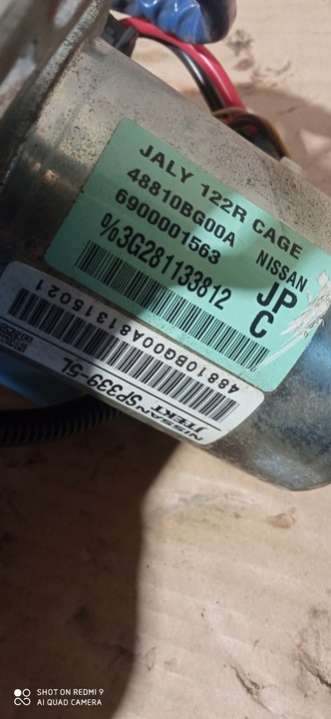 JALY 122R CAGE
48810BG00A NISSAN
6900001563 JP
%3G281133812 C
48810BG00A81315021
NISSAN SP339-5L
JTEKT
SHOT ON REDMI 9
AI QUAD CAMERA